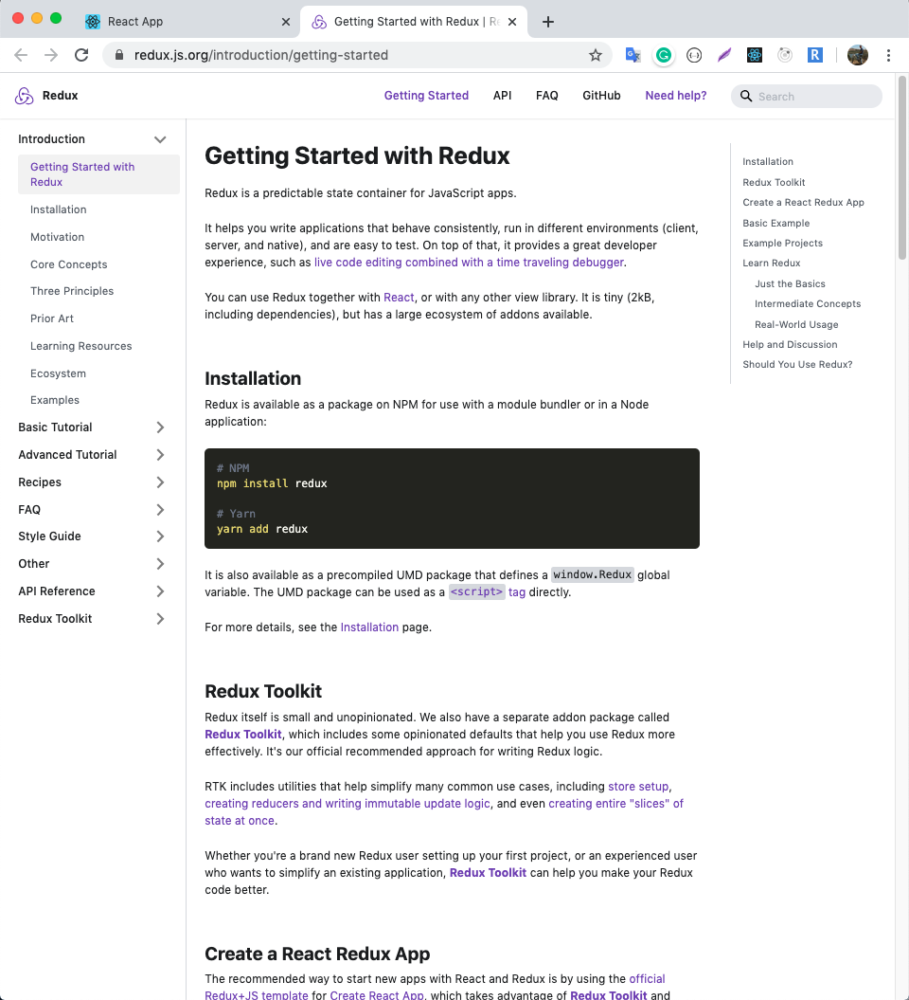 React App
Getting Started with Redux | Re
redux.js.org/introduction/getting-started
Redux
Getting Started
API
FAQ
GitHub
Need help?
Search
Introduction
Getting Started with
Redux
Installation
Motivation
Core Concepts
Three Principles
Prior Art
Learning Resources
Ecosystem
Examples
Basic Tutorial
Advanced Tutorial
Recipes
FAQ
Style Guide
Other
API Reference
Redux Toolkit
Getting Started with Redux
Redux is a predictable state container for JavaScript apps.
It helps you write applications that behave consistently, run in different environments (client,
server, and native), and are easy to test. On top of that, it provides a great developer
experience, such as live code editing combined with a time traveling debugger.
You can use Redux together with React, or with any other view library. It is tiny (2kB,
including dependencies), but has a large ecosystem of addons available.
Installation
Redux is available as a package on NPM for use with a module bundler or in a Node
application:
# NPM
npm install redux
# Yarn
yarn add redux
It is also available as a precompiled UMD package that defines a window.Redux global
variable. The UMD package can be used as a <script> tag directly.
For more details, see the Installation page.
Redux Toolkit
Redux itself is small and unopinionated. We also have a separate addon package called
Redux Toolkit, which includes some opinionated defaults that help you use Redux more
effectively. It's our official recommended approach for writing Redux logic.
RTK includes utilities that help simplify many common use cases, including store setup,
creating reducers and writing immutable update logic, and even creating entire "slices" of
state at once.
Whether you're a brand new Redux user setting up your first project, or an experienced user
who wants to simplify an existing application, Redux Toolkit can help you make your Redux
code better.
Create a React Redux App
The recommended way to start new apps with React and Redux is by using the official
Redux+JS template for Create React App, which takes advantage of Redux Toolkit and
Installation
Redux Toolkit
Create a React Redux App
Basic Example
Example Projects
Learn Redux
Just the Basics
Intermediate Concepts
Real-World Usage
Help and Discussion
Should You Use Redux?